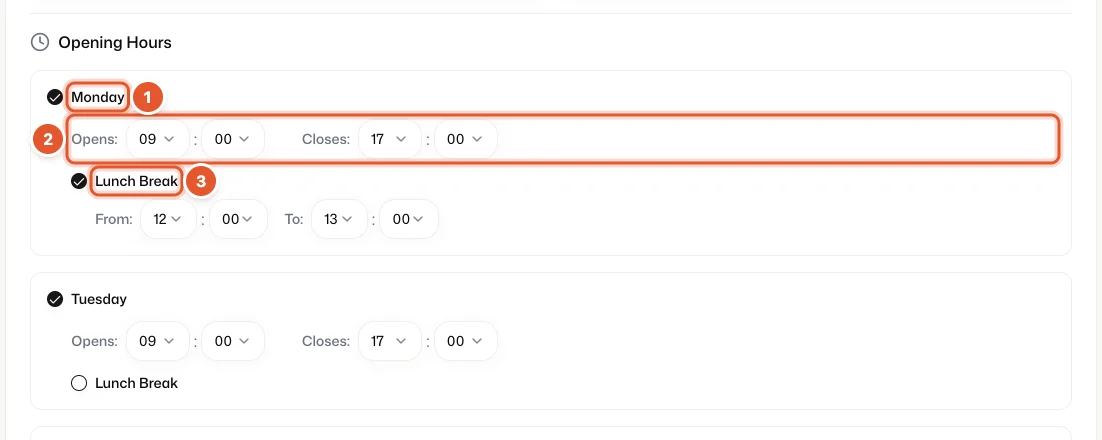 Opening Hours
Monday 1
2 Opens: 09 : 00 Closes: 17 : 00
Lunch Break 3
From: 12 : 00 To: 13 : 00
Tuesday
Opens: 09 : 00 Closes: 17 : 00
Lunch Break